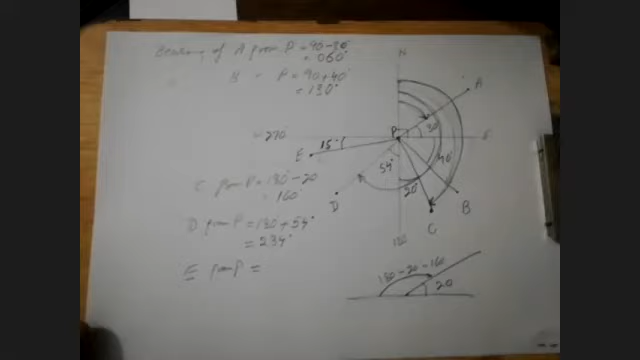 Bearing of A from P = 90-30°
= 060°
B = P = 90+40°
= 130°
N
A
P
30°
E
= 270°
E
15°
54°
40°
20°
C from P = 180-20
= 160°
D
B
C
D from P = 180+54°
= 234°
180
E from P =
180-20=160
20